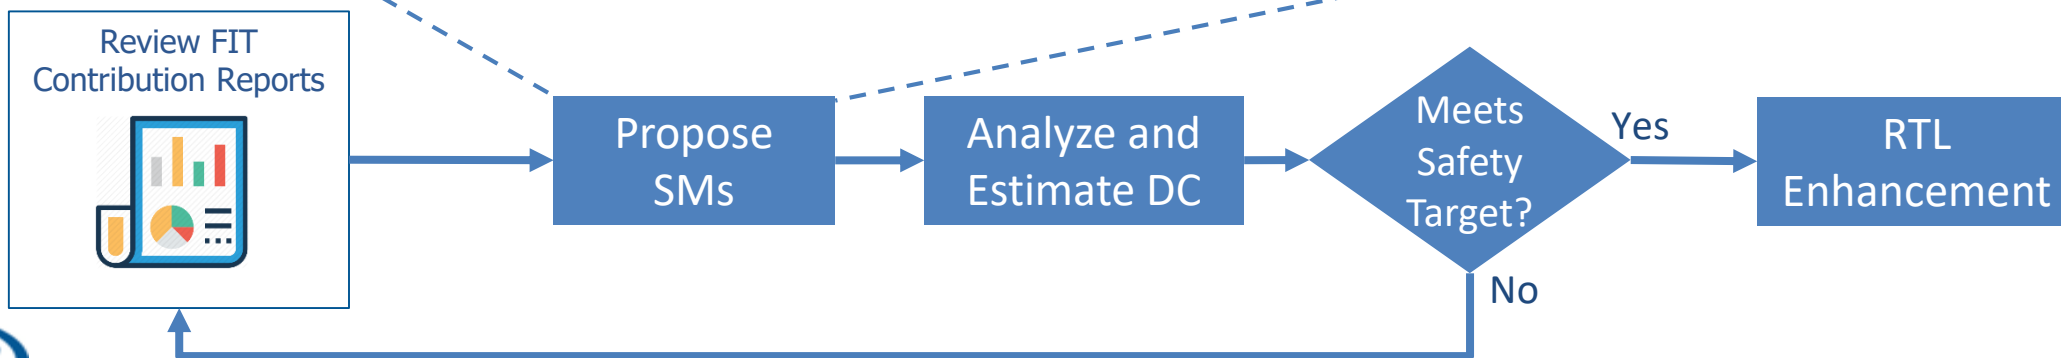 Review FIT
Contribution Reports
Propose
SMs
Analyze and
Estimate DC
Meets
Safety
Target?
Yes
RTL
Enhancement
No